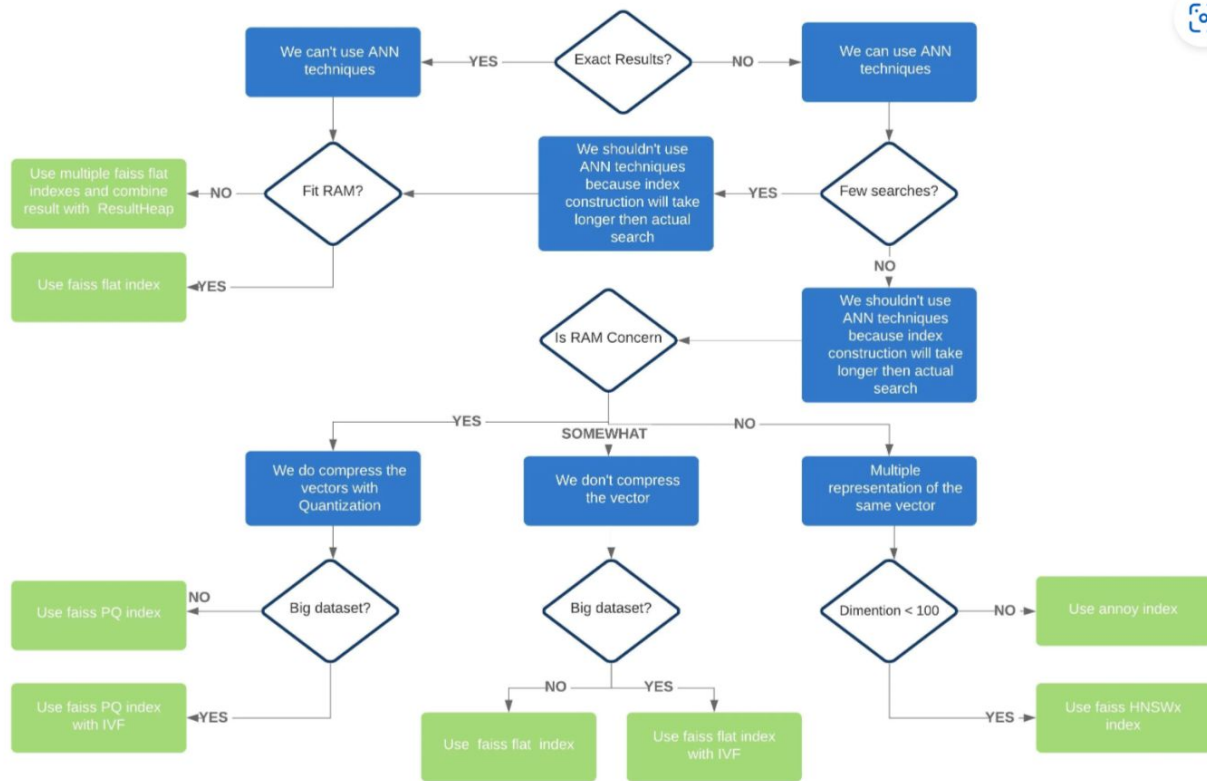 We can't use ANN
techniques
YES
Exact Results?
NO
We can use ANN
techniques
Use multiple faiss flat
indexes and combine
result with ResultHeap
NO
Fit RAM?
We shouldn't use
ANN techniques
because index
construction will take
longer then actual
search
YES
Few searches?
Use faiss flat index
YES
NO
Is RAM Concern
We shouldn't use
ANN techniques
because index
construction will take
longer then actual
search
YES
SOMEWHAT
NO
We do compress the
vectors with
Quantization
We don't compress
the vector
Multiple
representation of the
same vector
Use faiss PQ index
NO
Big dataset?
Big dataset?
Dimention < 100
NO
Use annoy index
Use faiss PQ index
with IVF
YES
NO
YES
Use faiss flat index
Use faiss flat index
with IVF
YES
Use faiss HNSWx
index